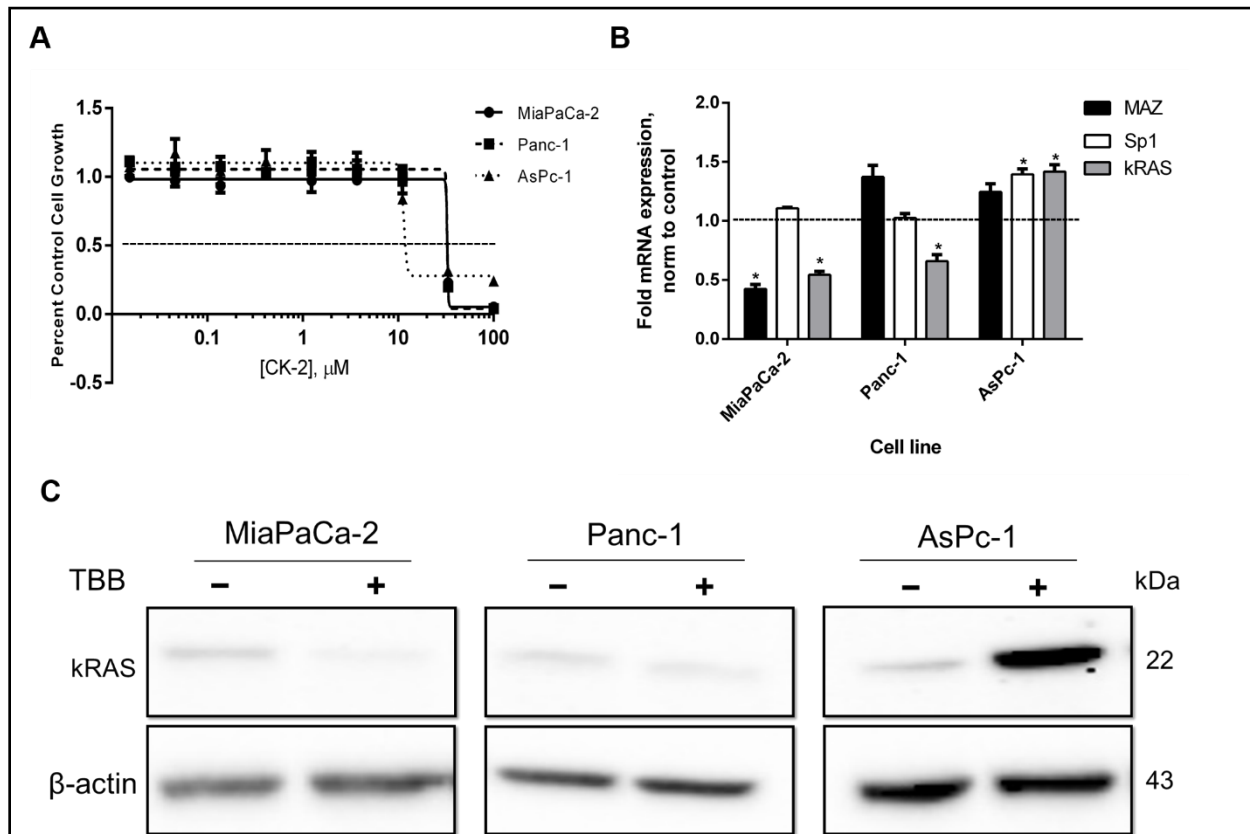 A
Percent Control Cell Growth
1.5
1.0
0.5
0.0
-0.5
0.1
1
10
100
[CK-2], μM
MiaPaCa-2
Panc-1
AsPc-1
B
Fold mRNA expression,
norm to control
2.0
1.5
1.0
0.5
0.0
* * * * *
MiaPaCa-2
Panc-1
AsPc-1
Cell line
MAZ
Sp1
kRAS
C
MiaPaCa-2 Panc-1 AsPc-1
TBB − + − + − + kDa
kRAS 22
β-actin 43